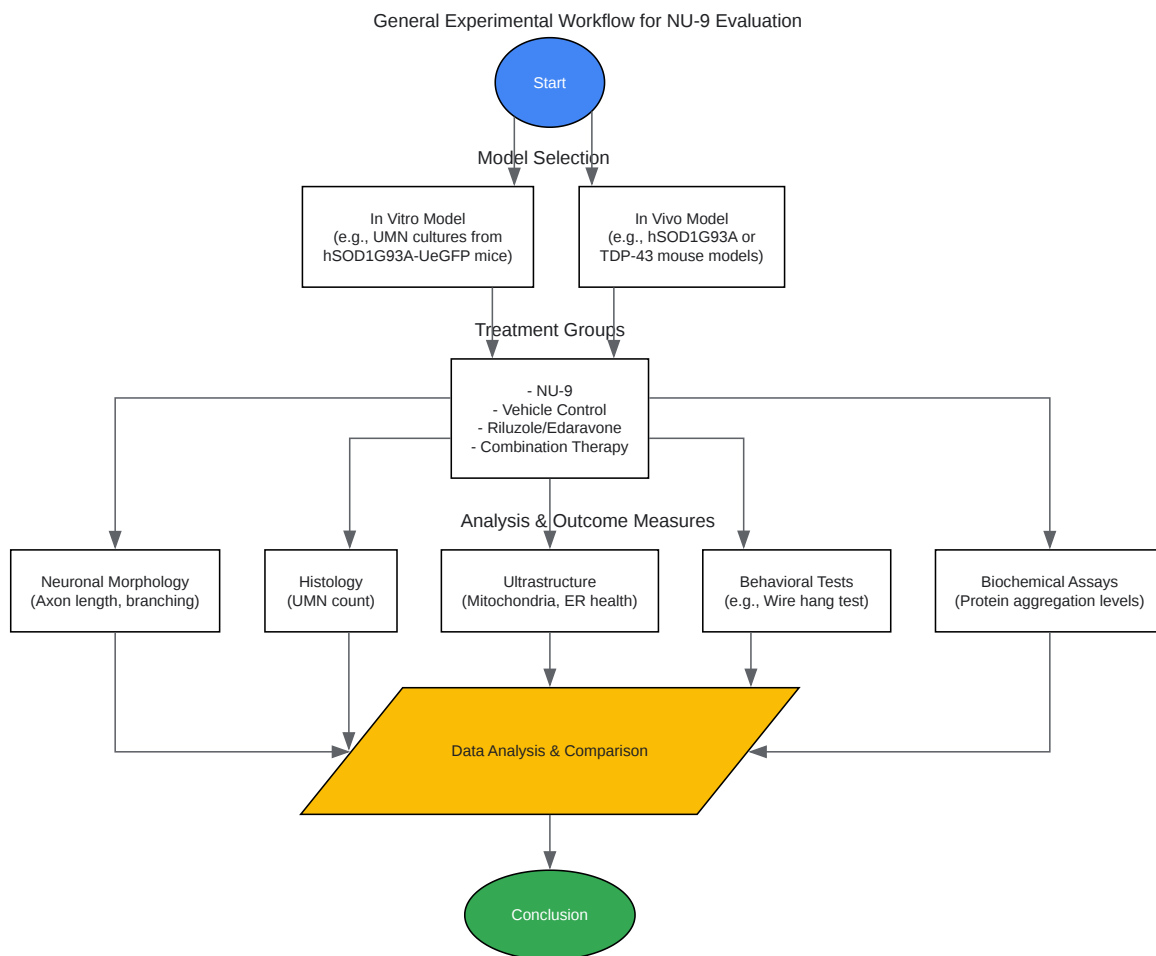 General Experimental Workflow for NU-9 Evaluation
Start
Model Selection
In Vitro Model
(e.g., UMN cultures from
hSOD1G93A-UeGFP mice)
In Vivo Model
(e.g., hSOD1G93A or
TDP-43 mouse models)
Treatment Groups
- NU-9
- Vehicle Control
- Riluzole/Edaravone
- Combination Therapy
Analysis & Outcome Measures
Neuronal Morphology
(Axon length, branching)
Histology
(UMN count)
Ultrastructure
(Mitochondria, ER health)
Behavioral Tests
(e.g., Wire hang test)
Biochemical Assays
(Protein aggregation levels)
Data Analysis & Comparison
Conclusion